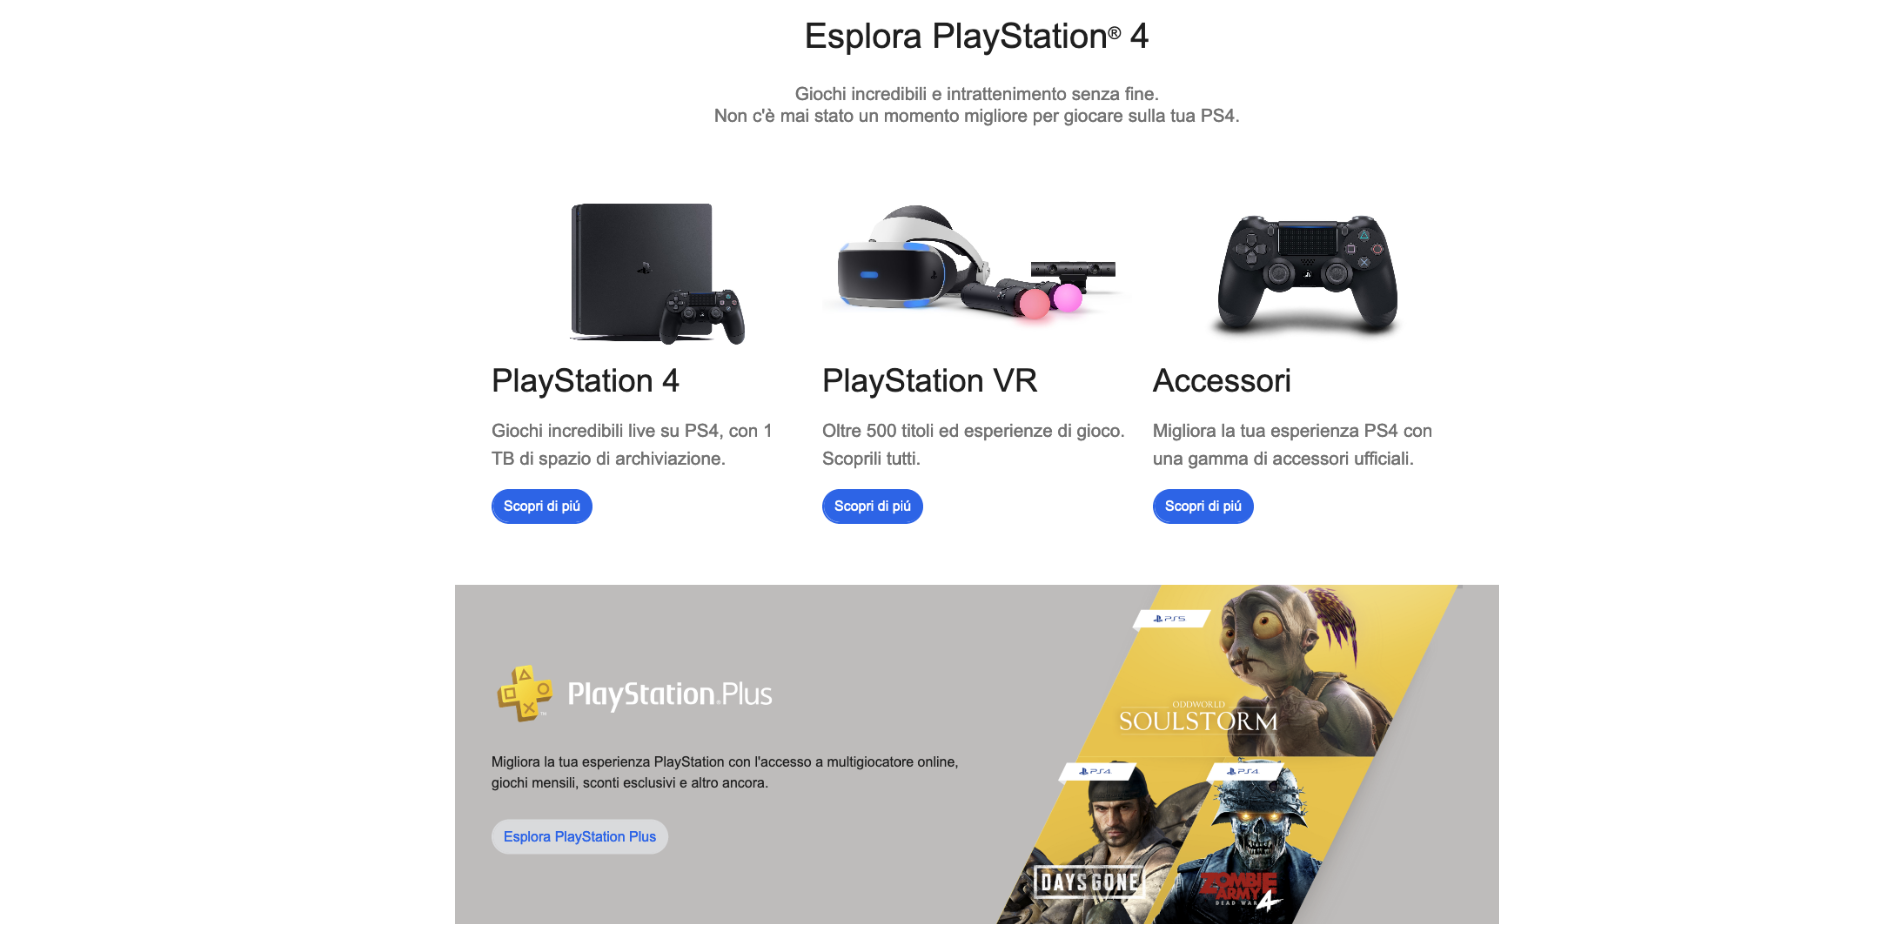 Esplora PlayStation® 4
Giochi incredibili e intrattenimento senza fine.
Non c'è mai stato un momento migliore per giocare sulla tua PS4.
PlayStation 4
Giochi incredibili live su PS4, con 1
TB di spazio di archiviazione.
Scopri di piú
PlayStation VR
Oltre 500 titoli ed esperienze di gioco.
Scoprili tutti.
Scopri di piú
Accessori
Migliora la tua esperienza PS4 con
una gamma di accessori ufficiali.
Scopri di piú
PlayStation.Plus
Migliora la tua esperienza PlayStation con l'accesso a multigiocatore online,
giochi mensili, sconti esclusivi e altro ancora.
Esplora PlayStation Plus
PS5
ODDWORLD
SOULSTORM
PS4
DAYS GONE
PS4
ZOMBIE
ARMY
DEAD WAR 4